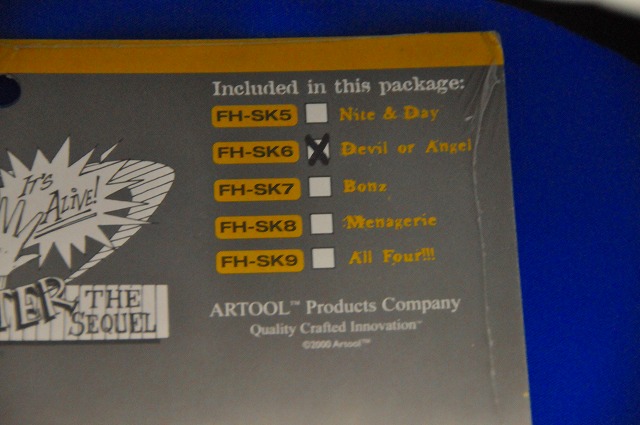 Included in this package:
FH-SK5 Nite & Day
FH-SK6 Devil or Angel
FH-SK7 Bonz
FH-SK8 Menagerie
FH-SK9 All Four!!!
IT'S
ALIVE!
THE
SEQUEL
ARTOOL™ Products Company
Quality Crafted Innovation™
©2000 Artool™